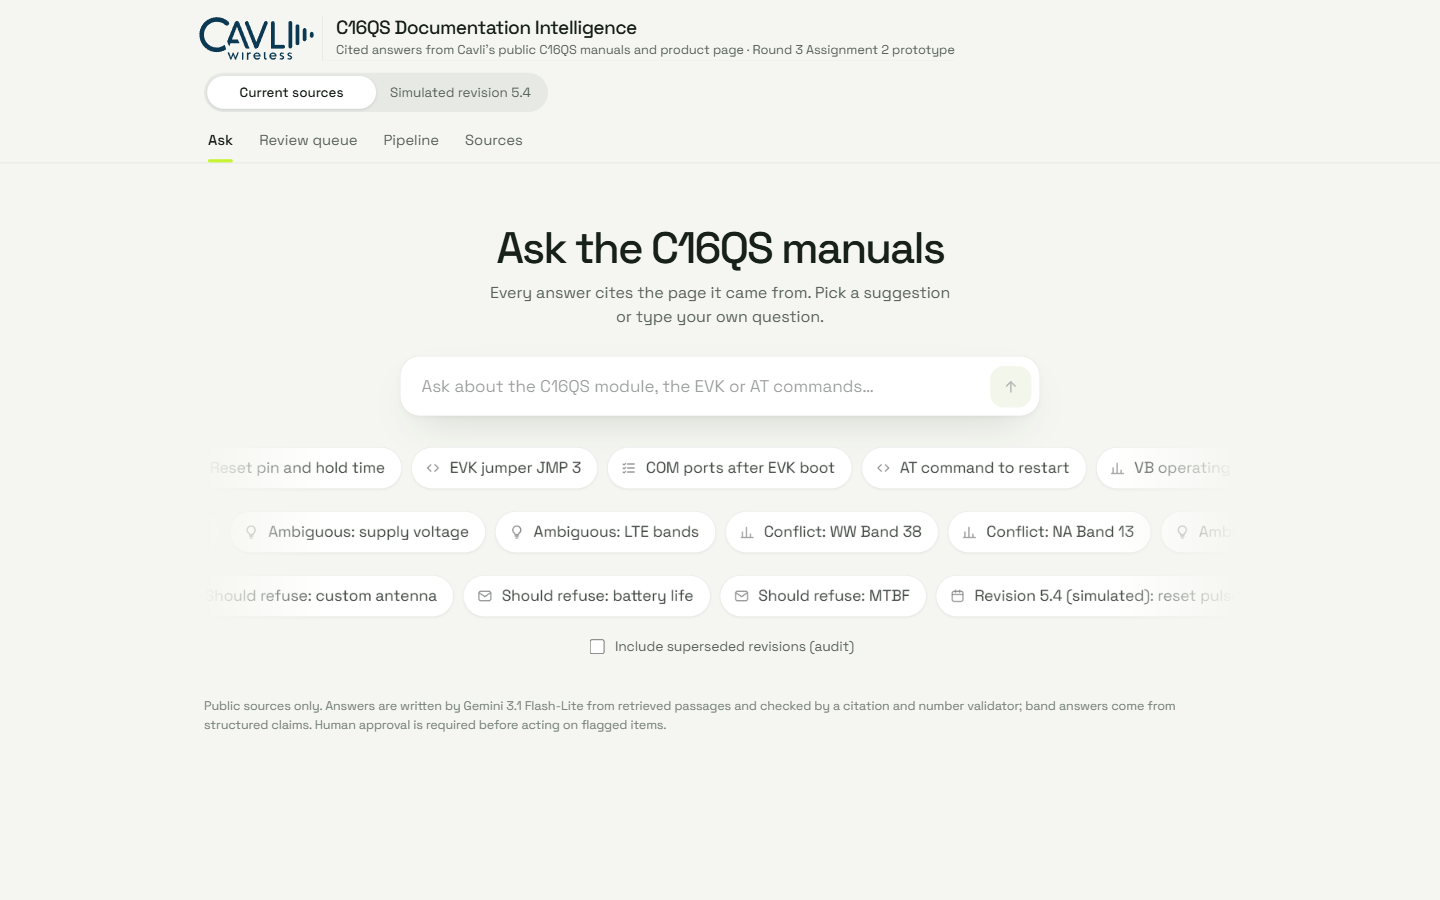 CAVLI
wireless
C16QS Documentation Intelligence
Cited answers from Cavli's public C16QS manuals and product page · Round 3 Assignment 2 prototype
Current sources
Simulated revision 5.4
Ask
Review queue
Pipeline
Sources
Ask the C16QS manuals
Every answer cites the page it came from. Pick a suggestion
or type your own question.
Ask about the C16QS module, the EVK or AT commands...
Reset pin and hold time
EVK jumper JMP 3
COM ports after EVK boot
AT command to restart
VB operating
Ambiguous: supply voltage
Ambiguous: LTE bands
Conflict: WW Band 38
Conflict: NA Band 13
Should refuse: custom antenna
Should refuse: battery life
Should refuse: MTBF
Revision 5.4 (simulated): reset
Include superseded revisions (audit)
Public sources only. Answers are written by Gemini 3.1 Flash-Lite from retrieved passages and checked by a citation and number validator; band answers come from
structured claims. Human approval is required before acting on flagged items.